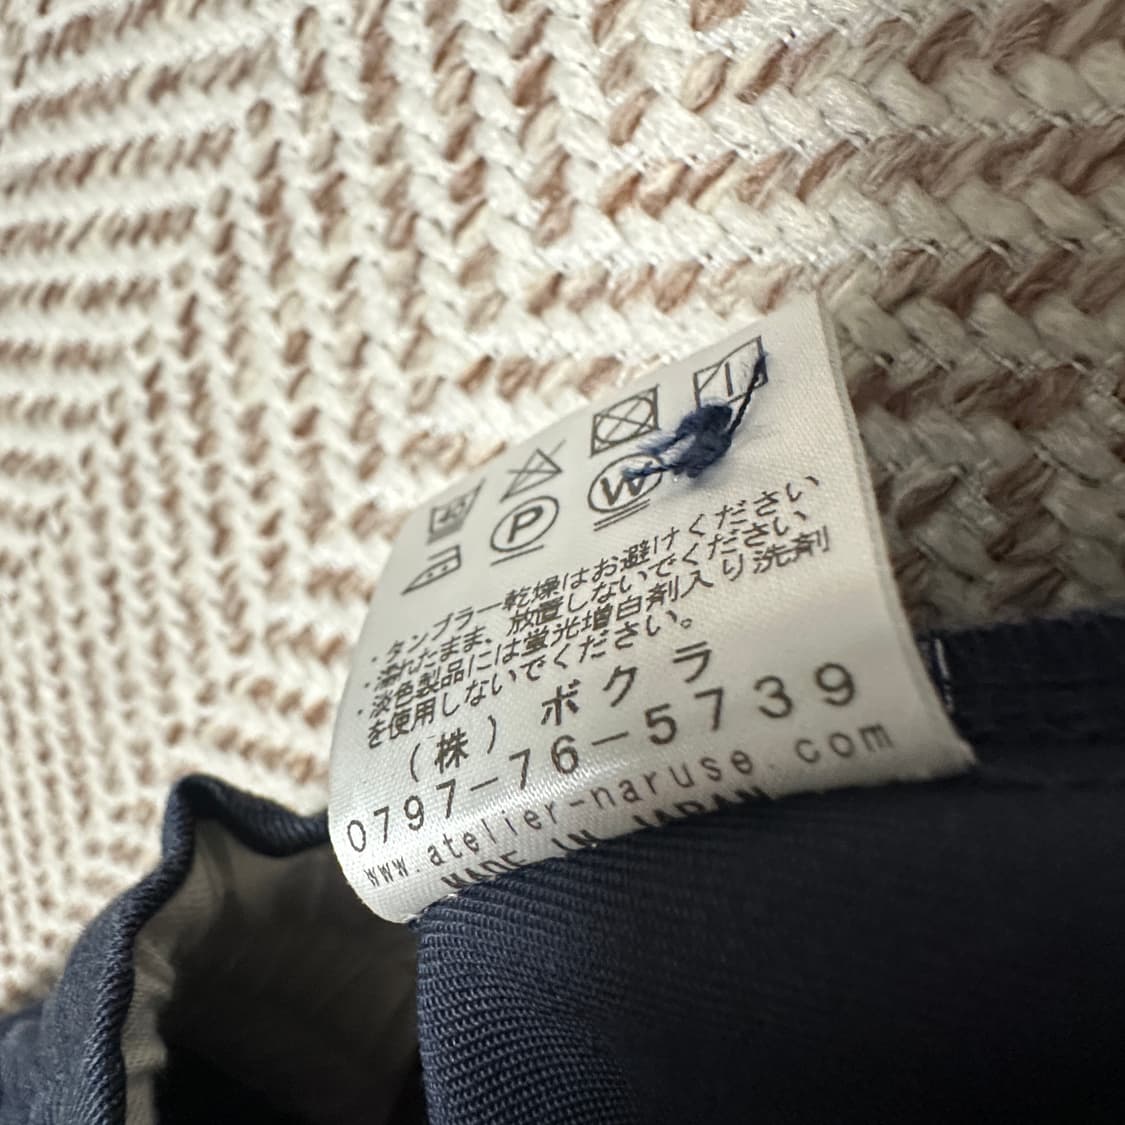 P W
・タンブラー乾燥はお避けください
・濡れたまま、放置しないでください
・淡色製品には蛍光増白剤入り洗剤
を使用しないでください。
(株)ボクラ
0797-76-5739
www.atelier-naruse.com
MADE IN JAPAN